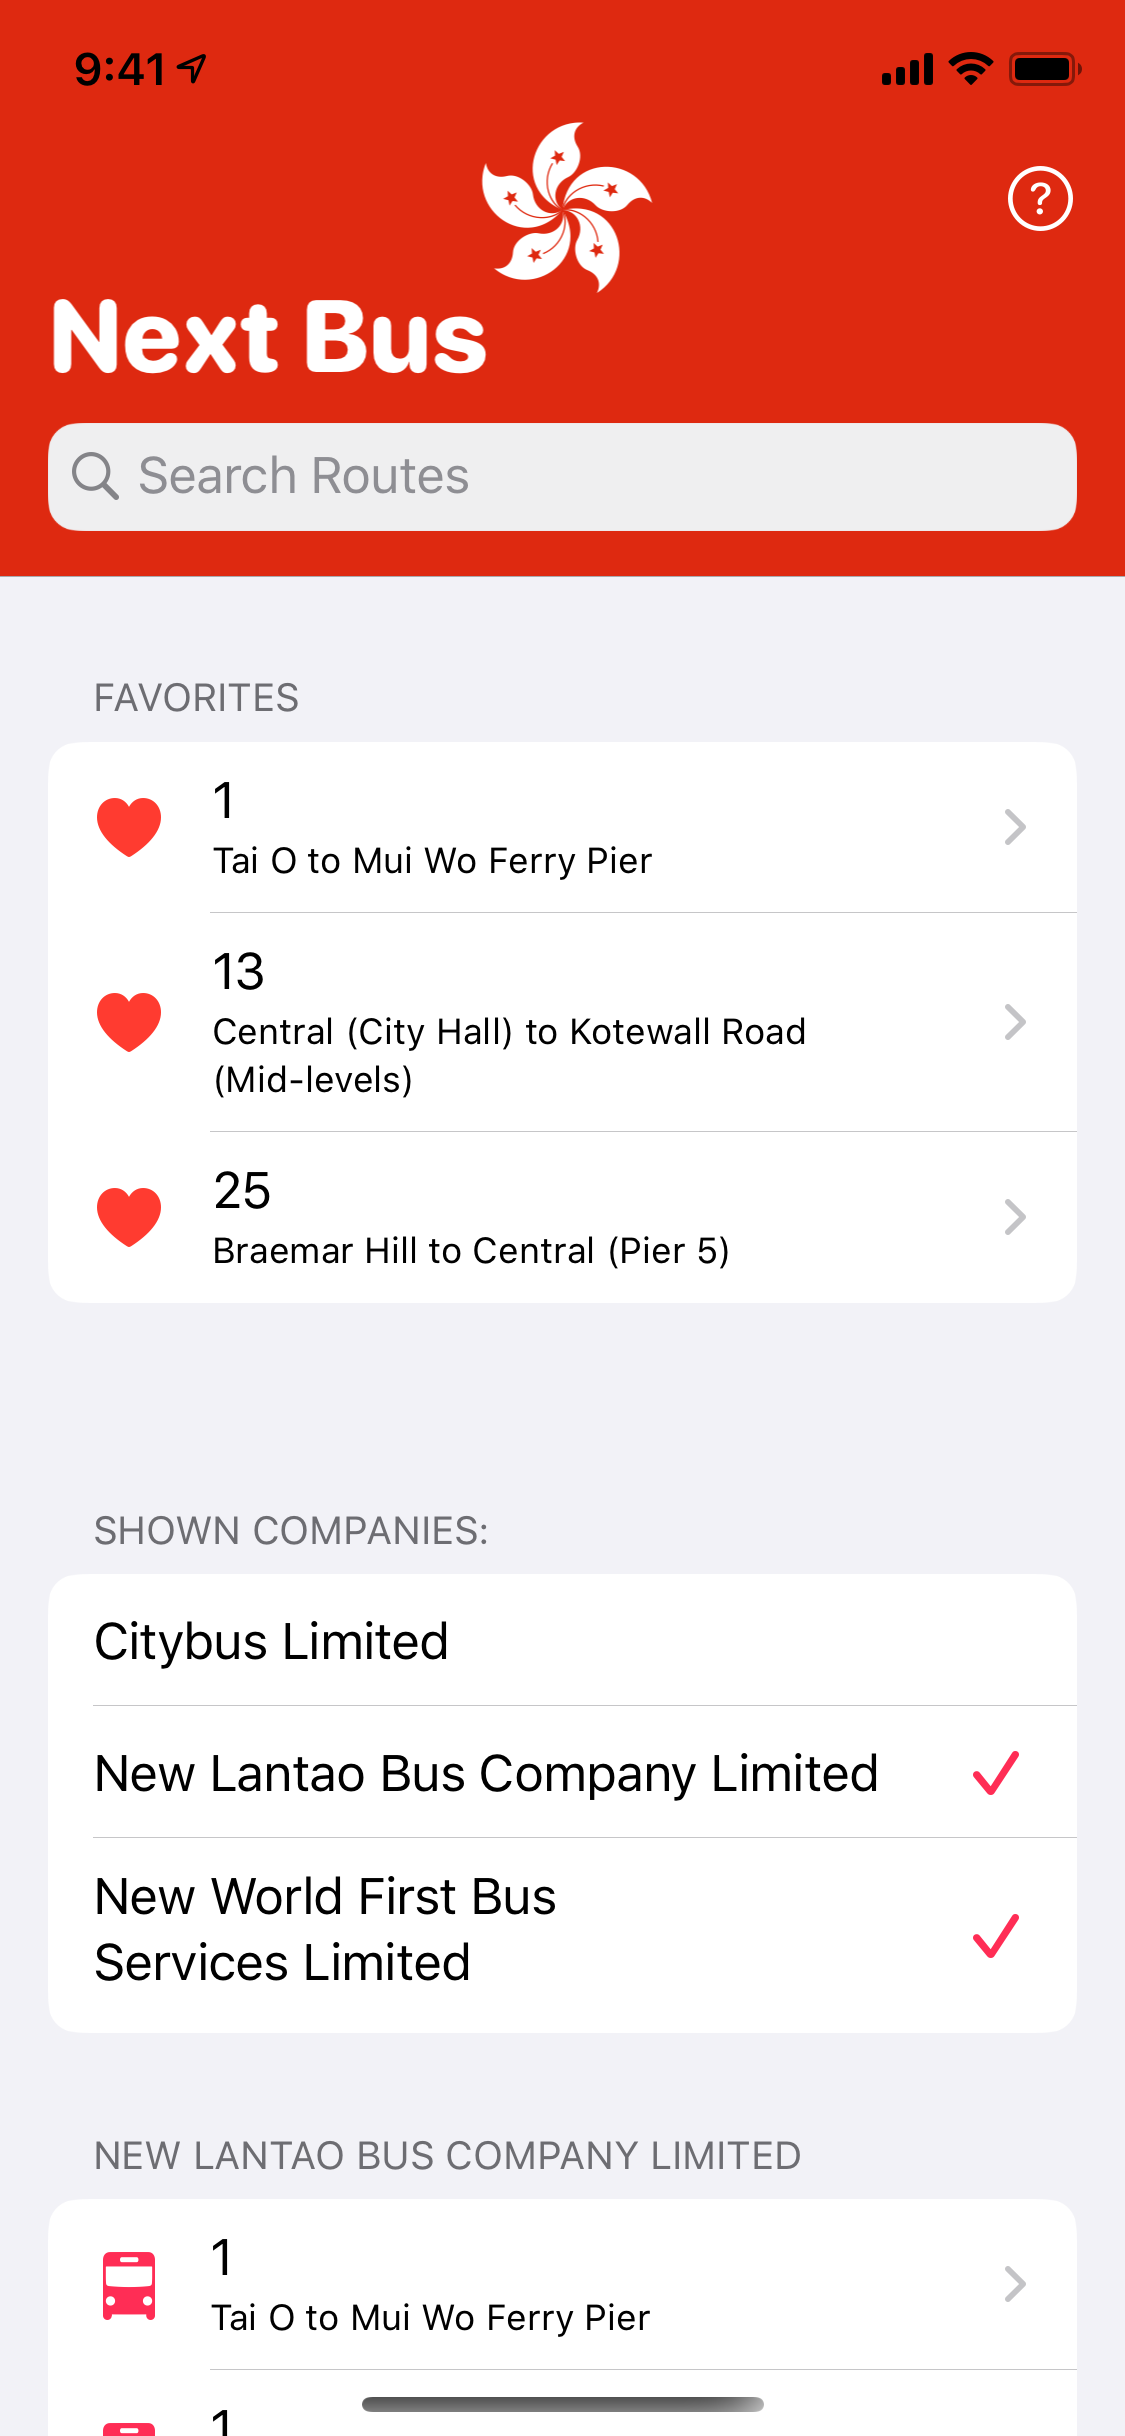 9:41
?
Next Bus
Search Routes
FAVORITES
1
Tai O to Mui Wo Ferry Pier
13
Central (City Hall) to Kotewall Road
(Mid-levels)
25
Braemar Hill to Central (Pier 5)
SHOWN COMPANIES:
Citybus Limited
New Lantao Bus Company Limited
New World First Bus
Services Limited
NEW LANTAO BUS COMPANY LIMITED
1
Tai O to Mui Wo Ferry Pier
1